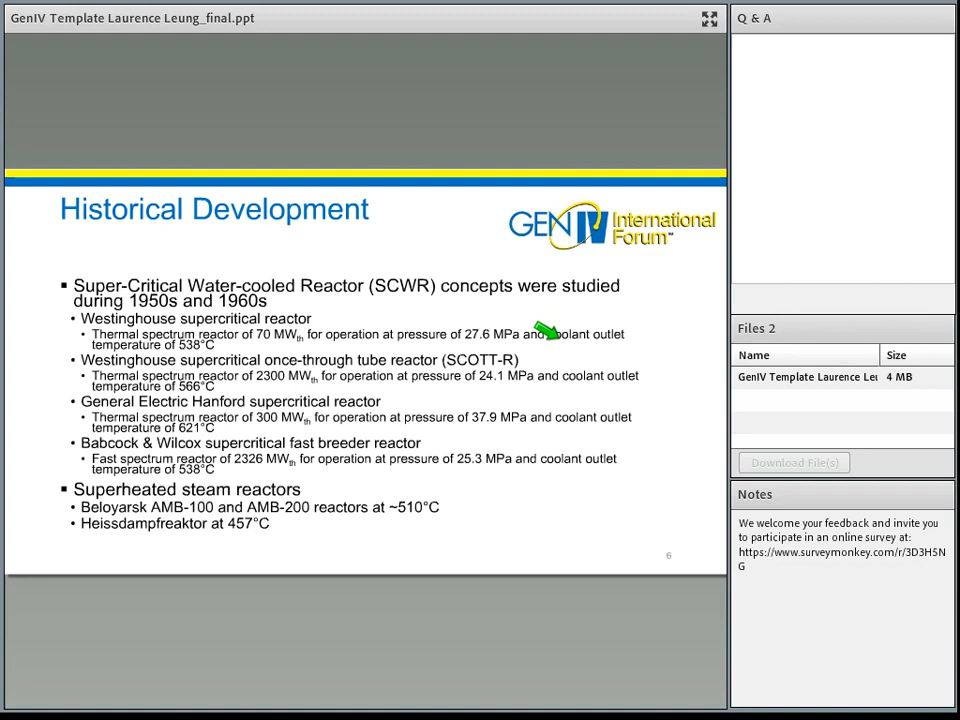 GenIV Template Laurence Leung_final.ppt
Historical Development
GENIV International
Forum™
▪ Super-Critical Water-cooled Reactor (SCWR) concepts were studied
during 1950s and 1960s
• Westinghouse supercritical reactor
• Thermal spectrum reactor of 70 MWth for operation at pressure of 27.6 MPa and coolant outlet
temperature of 538°C
• Westinghouse supercritical once-through tube reactor (SCOTT-R)
• Thermal spectrum reactor of 2300 MWth for operation at pressure of 24.1 MPa and coolant outlet
temperature of 566°C
• General Electric Hanford supercritical reactor
• Thermal spectrum reactor of 300 MWth for operation at pressure of 37.9 MPa and coolant outlet
temperature of 621°C
• Babcock & Wilcox supercritical fast breeder reactor
• Fast spectrum reactor of 2326 MWth for operation at pressure of 25.3 MPa and coolant outlet
temperature of 538°C
▪ Superheated steam reactors
• Beloyarsk AMB-100 and AMB-200 reactors at ~510°C
• Heissdampfreaktor at 457°C
6
Q & A
Files 2
Name Size
GenIV Template Laurence Leu 4 MB
Download File(s)
Notes
We welcome your feedback and invite you
to participate in an online survey at:
https://www.surveymonkey.com/r/3D3H5N
G